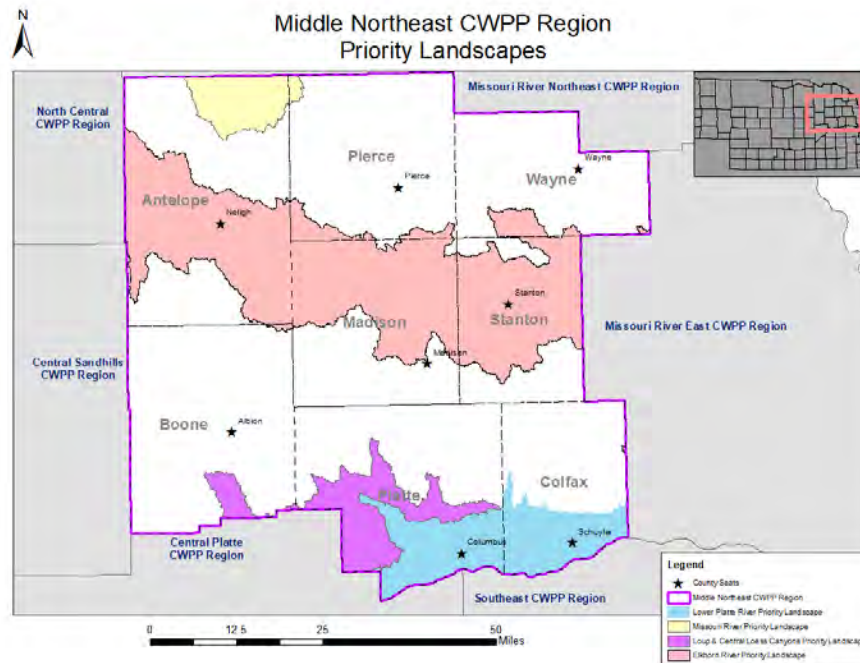 Middle Northeast CWPP Region
Priority Landscapes
N
North Central
CWPP Region
Missouri River Northeast CWPP Region
Pierce
Pierce
Wayne
Wayne
Antelope
Neligh
Stanton
Madison
Stanton
Missouri River East CWPP Region
Madison
Central Sandhills
CWPP Region
Boone
Albion
Colfax
Platte
Schuyler
Columbus
Central Platte
CWPP Region
Southeast CWPP Region
Legend
County Seats
Middle Northeast CWPP Region
Lower Platte River Priority Landscape
Missouri River Priority Landscape
Loup & Central Loess Canyons Priority Landscap
Elkhorn River Priority Landscape
0 12.5 25 50
Miles